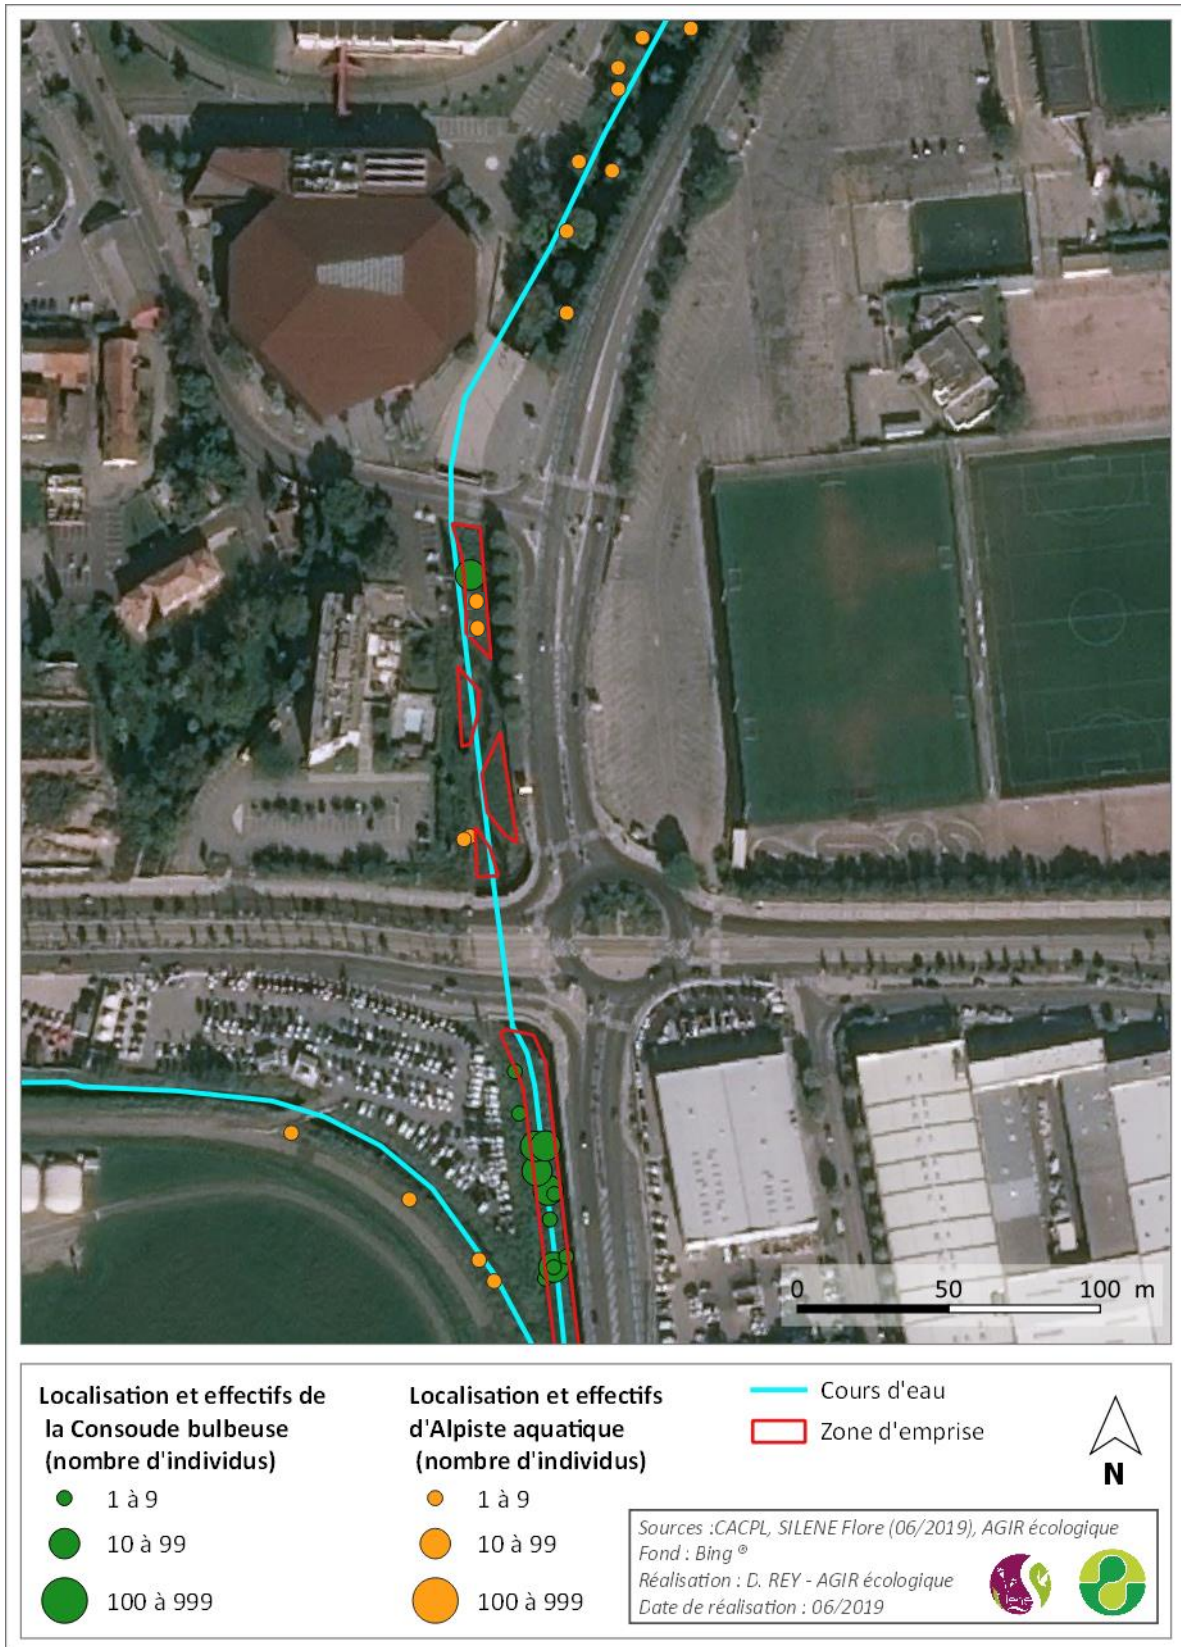 0 50 100 m
Localisation et effectifs de
la Consoude bulbeuse
(nombre d'individus)
1 à 9
10 à 99
100 à 999
Localisation et effectifs
d'Alpiste aquatique
(nombre d'individus)
1 à 9
10 à 99
100 à 999
Cours d'eau
Zone d'emprise
N
Sources :CACPL, SILENE Flore (06/2019), AGIR écologique
Fond : Bing ®
Réalisation : D. REY - AGIR écologique
Date de réalisation : 06/2019